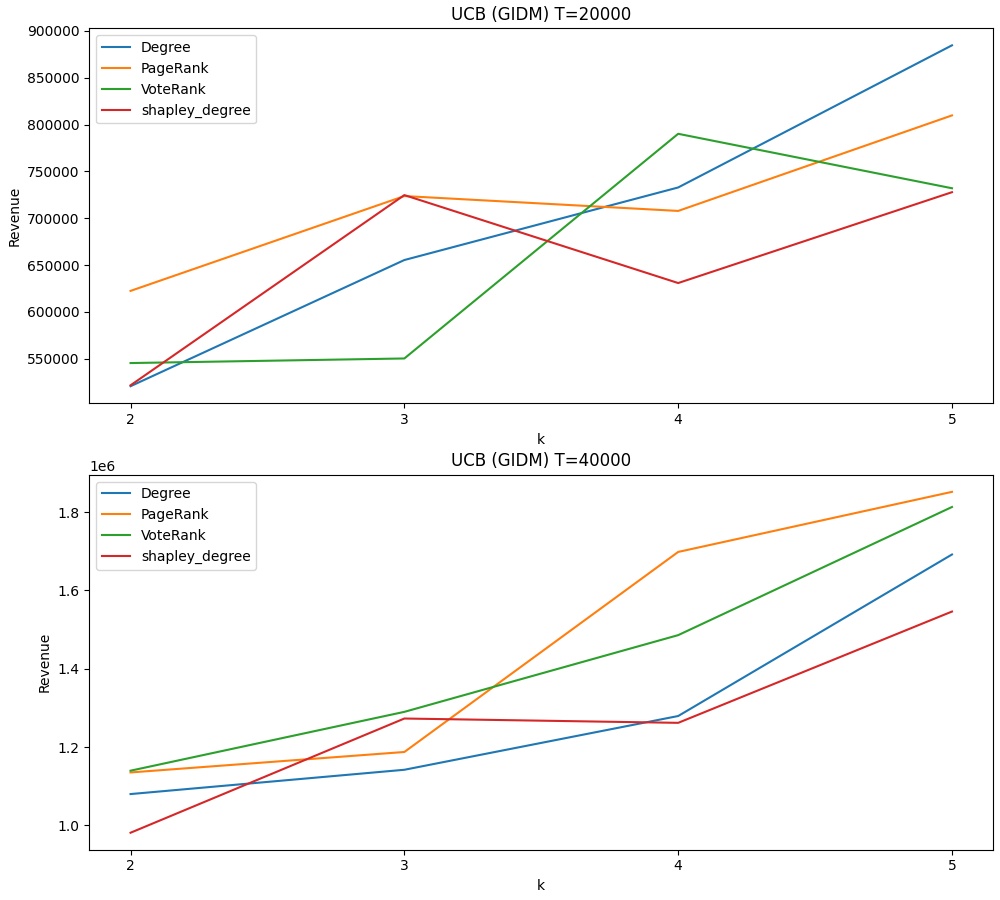 UCB (GIDM) T=20000
900000
850000
800000
750000
700000
650000
600000
550000
Revenue
Degree
PageRank
VoteRank
shapley_degree
2 3 4 5
k
UCB (GIDM) T=40000
1e6
1.8
1.6
1.4
1.2
1.0
Revenue
Degree
PageRank
VoteRank
shapley_degree
2 3 4 5
k